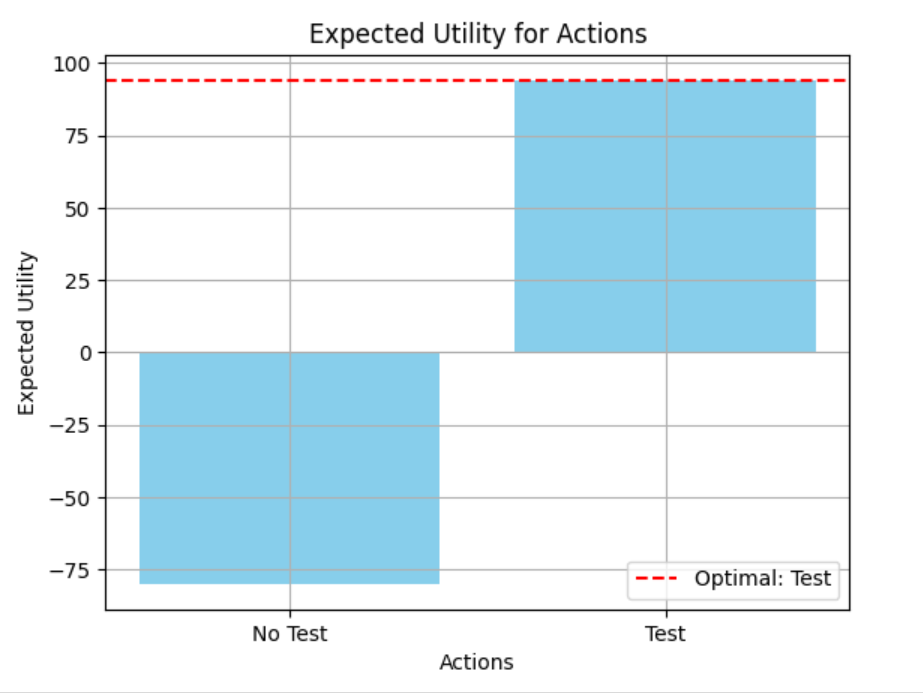 Expected Utility for Actions
100
75
50
25
0
−25
−50
−75
Expected Utility
Optimal: Test
No Test
Test
Actions